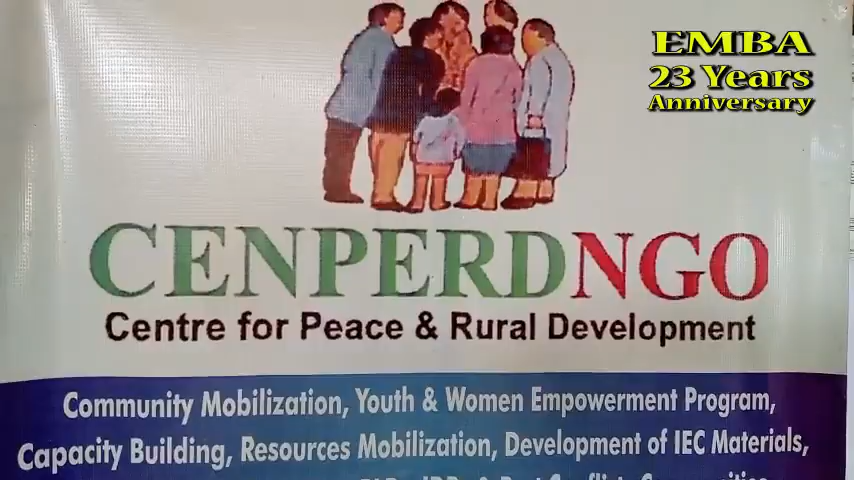 EMBA
23 Years
Anniversary
CENPERDNGO
Centre for Peace & Rural Development
Community Mobilization, Youth & Women Empowerment Program,
Capacity Building, Resources Mobilization, Development of IEC Materials,